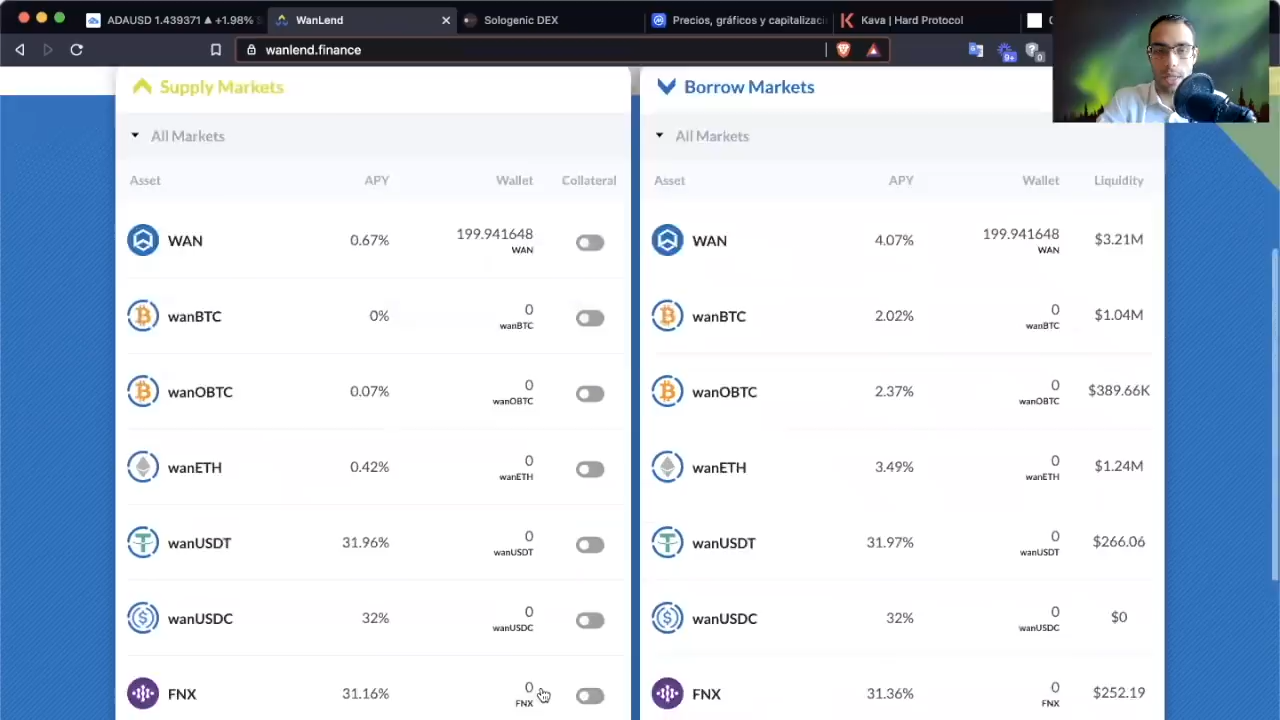 ADAUSD 1.439371 ▲ +1.98%
WanLend
Sologenic DEX
Precios, gráficos y capitalizaci
Kava | Hard Protocol
wanlend.finance
9+
0
Supply Markets
All Markets
Asset APY Wallet Collateral
WAN 0.67% 199.941648
WAN
wanBTC 0% 0
wanBTC
wanOBTC 0.07% 0
wanOBTC
wanETH 0.42% 0
wanETH
wanUSDT 31.96% 0
wanUSDT
wanUSDC 32% 0
wanUSDC
FNX 31.16% 0
FNX
Borrow Markets
All Markets
Asset APY Wallet Liquidity
WAN 4.07% 199.941648 $3.21M
WAN
wanBTC 2.02% 0 $1.04M
wanBTC
wanOBTC 2.37% 0 $389.66K
wanOBTC
wanETH 3.49% 0 $1.24M
wanETH
wanUSDT 31.97% 0 $266.06
wanUSDT
wanUSDC 32% 0 $0
wanUSDC
FNX 31.36% 0 $252.19
FNX